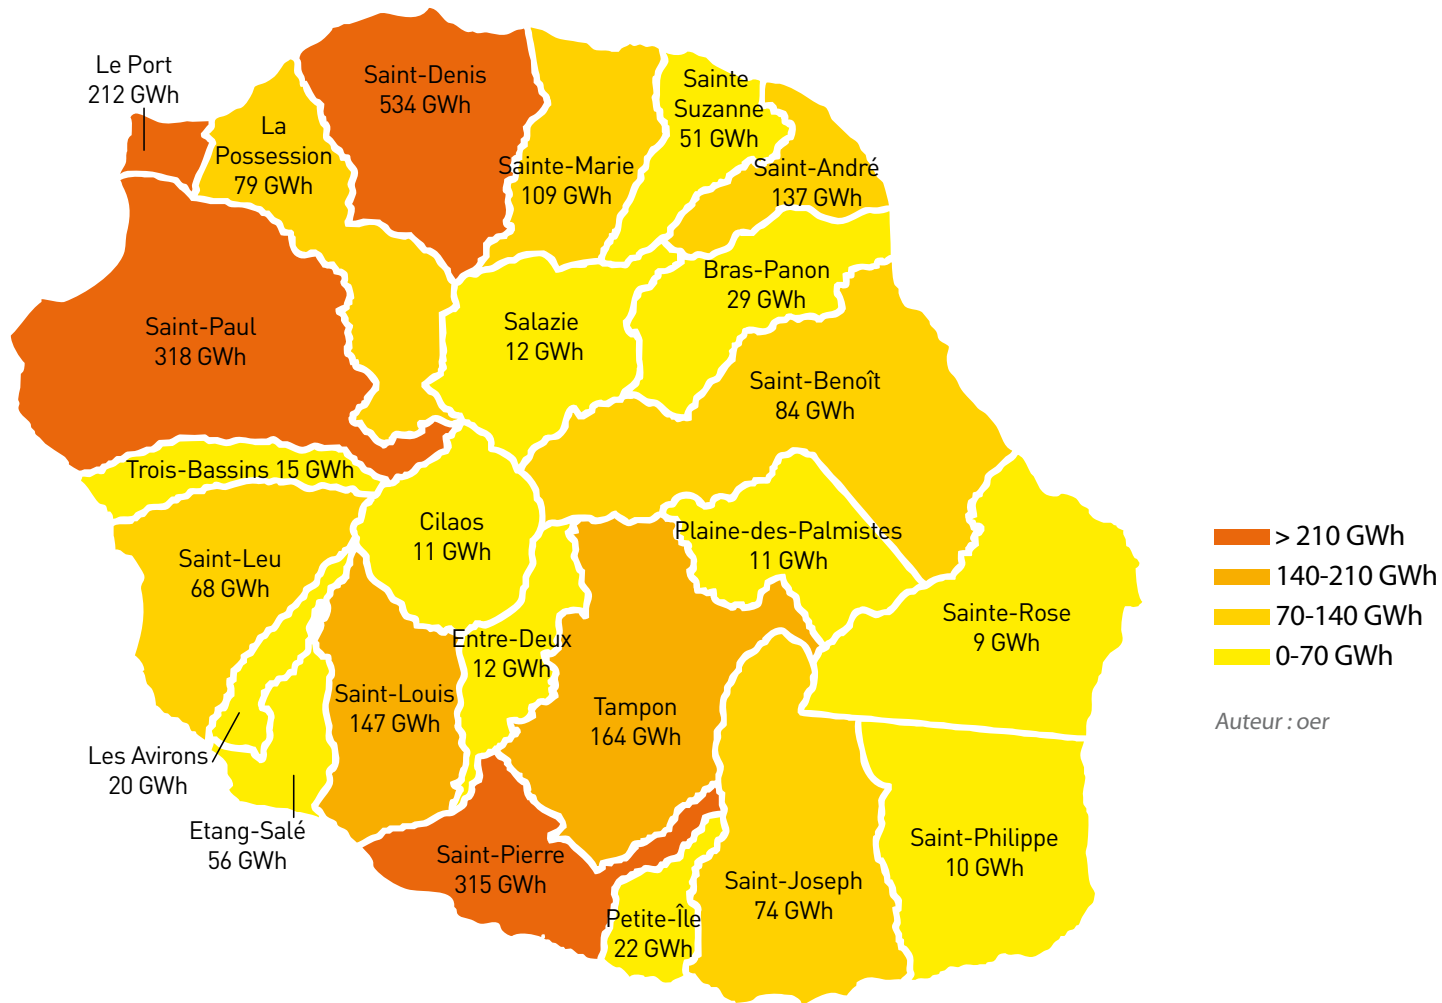 Le Port
212 GWh
Saint-Denis
534 GWh
La
Possession
79 GWh
Sainte-Marie
109 GWh
Sainte
Suzanne
51 GWh
Saint-André
137 GWh
Bras-Panon
29 GWh
Saint-Paul
318 GWh
Salazie
12 GWh
Saint-Benoît
84 GWh
Trois-Bassins 15 GWh
Cilaos
11 GWh
Plaine-des-Palmistes
11 GWh
Saint-Leu
68 GWh
Sainte-Rose
9 GWh
Entre-Deux
12 GWh
Saint-Louis
147 GWh
Tampon
164 GWh
Les Avirons
20 GWh
Etang-Salé
56 GWh
Saint-Pierre
315 GWh
Saint-Joseph
74 GWh
Saint-Philippe
10 GWh
Petite-Île
22 GWh
> 210 GWh
140-210 GWh
70-140 GWh
0-70 GWh
Auteur : oer